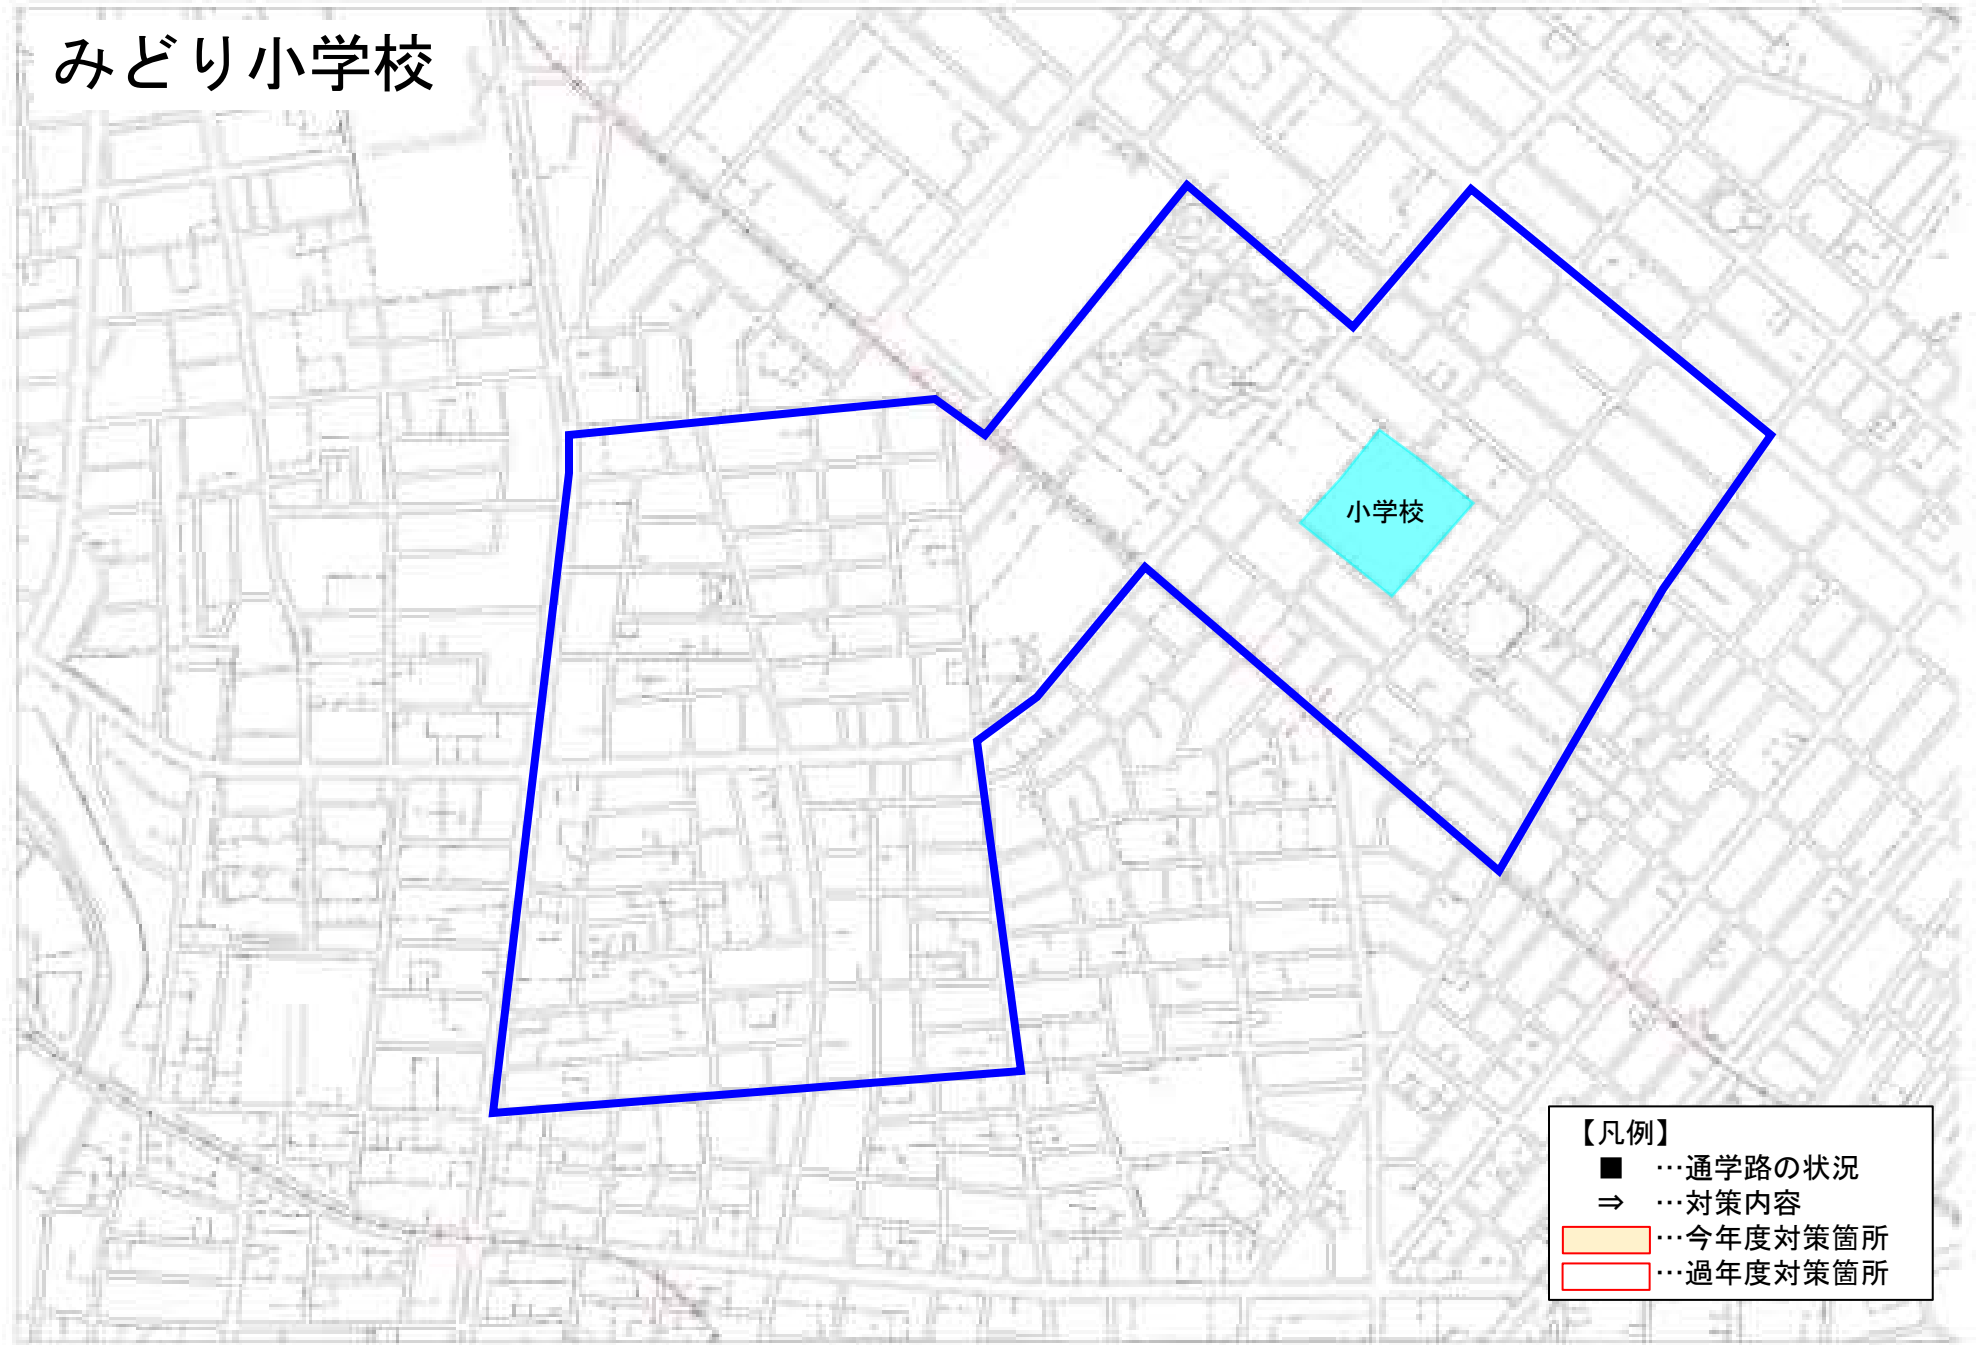 みどり小学校
小学校
【凡例】
■ …通学路の状況
⇒ …対策内容
…今年度対策箇所
…過年度対策箇所